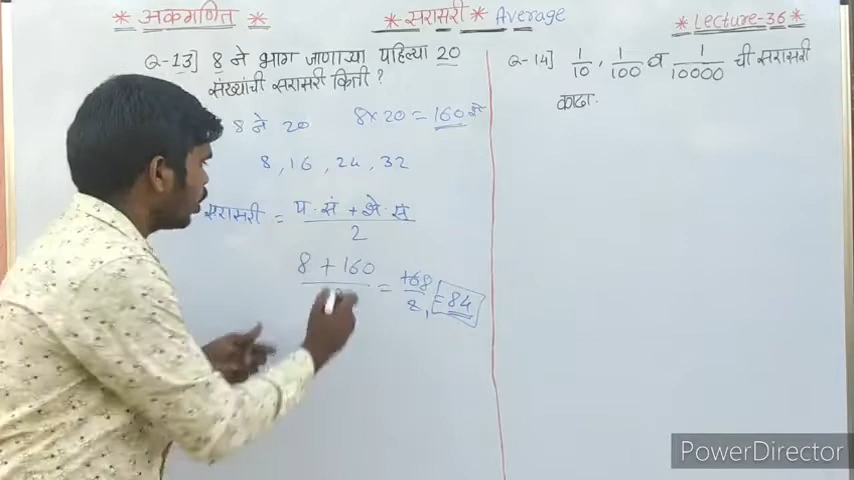 * अंकगणित *
* सरासरी * Average
* Lecture-36 *
Q-13] 8 ने भाग जाणाऱ्या पहिल्या 20
संख्यांची सरासरी किती ?
8 ने 20 8×20 = 160
8, 16, 24, 32
सरासरी = प. सं + शे. सं / 2
8 + 160 / = 168 / 2 = 84
Q-14] 1/10, 1/100 व 1/10000 ची सरासरी
काढा.
PowerDirector